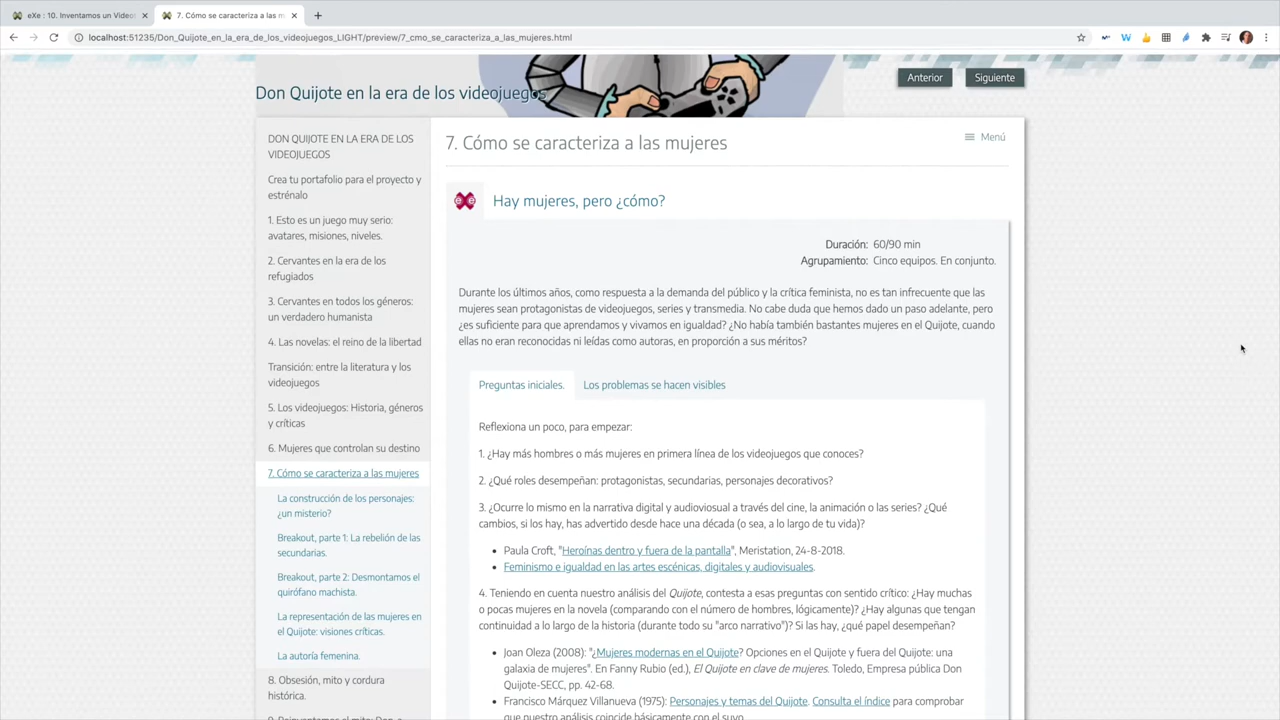 eXe : 10. Inventamos un Video
7. Cómo se caracteriza a las m
localhost:51235/Don_Quijote_en_la_era_de_los_videojuegos_LIGHT/preview/7_cmo_se_caracteriza_a_las_mujeres.html
Anterior
Siguiente
Don Quijote en la era de los videojuegos
DON QUIJOTE EN LA ERA DE LOS
VIDEOJUEGOS
Crea tu portafolio para el proyecto y
estrénalo
1. Esto es un juego muy serio:
avatares, misiones, niveles.
2. Cervantes en la era de los
refugiados
3. Cervantes en todos los géneros:
un verdadero humanista
4. Las novelas: el reino de la libertad
Transición: entre la literatura y los
videojuegos
5. Los videojuegos: Historia, géneros
y críticas
6. Mujeres que controlan su destino
7. Cómo se caracteriza a las mujeres
La construcción de los personajes:
¿un misterio?
Breakout, parte 1: La rebelión de las
secundarias.
Breakout, parte 2: Desmontamos el
quirófano machista.
La representación de las mujeres en
el Quijote: visiones críticas.
La autoría femenina.
8. Obsesión, mito y cordura
histórica.
7. Cómo se caracteriza a las mujeres
Menú
Hay mujeres, pero ¿cómo?
Duración: 60/90 min
Agrupamiento: Cinco equipos. En conjunto.
Durante los últimos años, como respuesta a la demanda del público y la crítica feminista, no es tan infrecuente que las
mujeres sean protagonistas de videojuegos, series y transmedia. No cabe duda que hemos dado un paso adelante, pero
¿es suficiente para que aprendamos y vivamos en igualdad? ¿No había también bastantes mujeres en el Quijote, cuando
ellas no eran reconocidas ni leídas como autoras, en proporción a sus méritos?
Preguntas iniciales.
Los problemas se hacen visibles
Reflexiona un poco, para empezar:
1. ¿Hay más hombres o más mujeres en primera línea de los videojuegos que conoces?
2. ¿Qué roles desempeñan: protagonistas, secundarias, personajes decorativos?
3. ¿Ocurre lo mismo en la narrativa digital y audioviosual a través del cine, la animación o las series? ¿Qué
cambios, si los hay, has advertido desde hace una década (o sea, a lo largo de tu vida)?
• Paula Croft, "Heroínas dentro y fuera de la pantalla", Meristation, 24-8-2018.
• Feminismo e igualdad en las artes escénicas, digitales y audiovisuales.
4. Teniendo en cuenta nuestro análisis del Quijote, contesta a esas preguntas con sentido crítico: ¿Hay muchas
o pocas mujeres en la novela (comparando con el número de hombres, lógicamente)? ¿Hay algunas que tengan
continuidad a lo largo de la historia (durante todo su "arco narrativo")? Si las hay, ¿qué papel desempeñan?
• Joan Oleza (2008): "¿Mujeres modernas en el Quijote? Opciones en el Quijote y fuera del Quijote: una
galaxia de mujeres". En Fanny Rubio (ed.), El Quijote en clave de mujeres. Toledo, Empresa pública Don
Quijote-SECC, pp. 42-68.
• Francisco Márquez Villanueva (1975): Personajes y temas del Quijote. Consulta el índice para comprobar
que nuestro análisis coincide básicamente con el suyo.